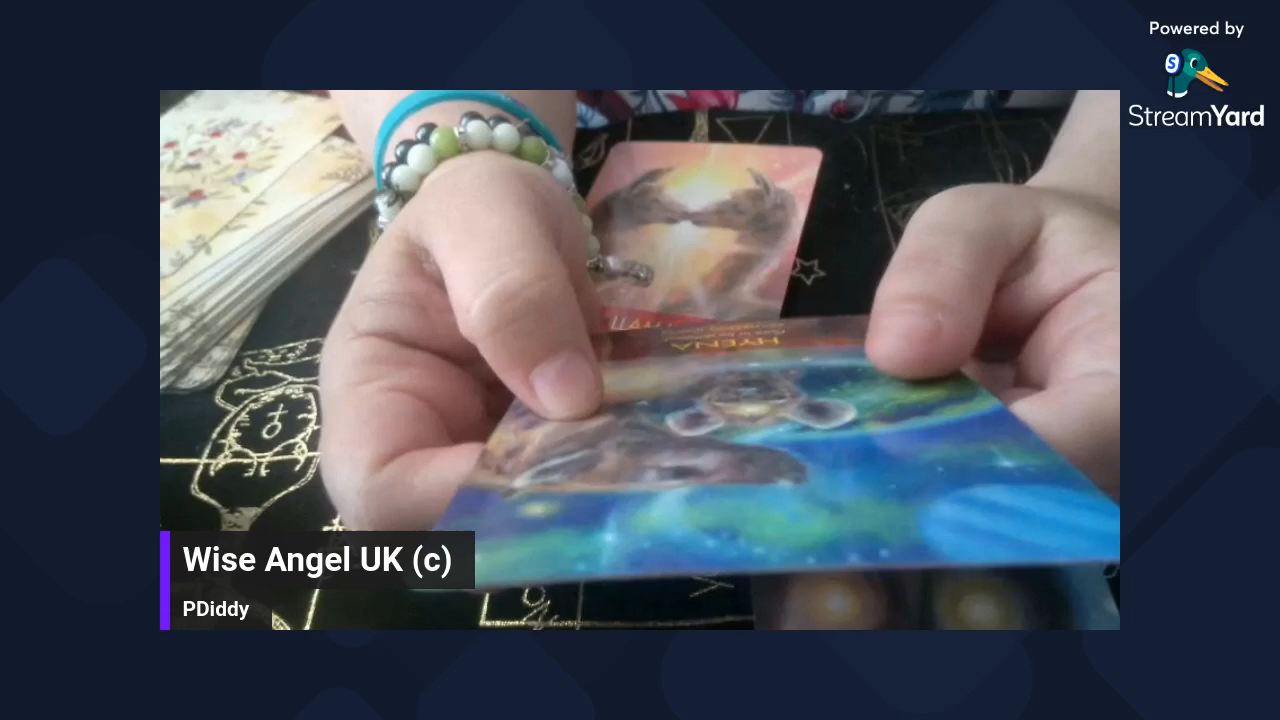 Powered by
StreamYard
HYENA
Wise Angel UK (c)
PDiddy